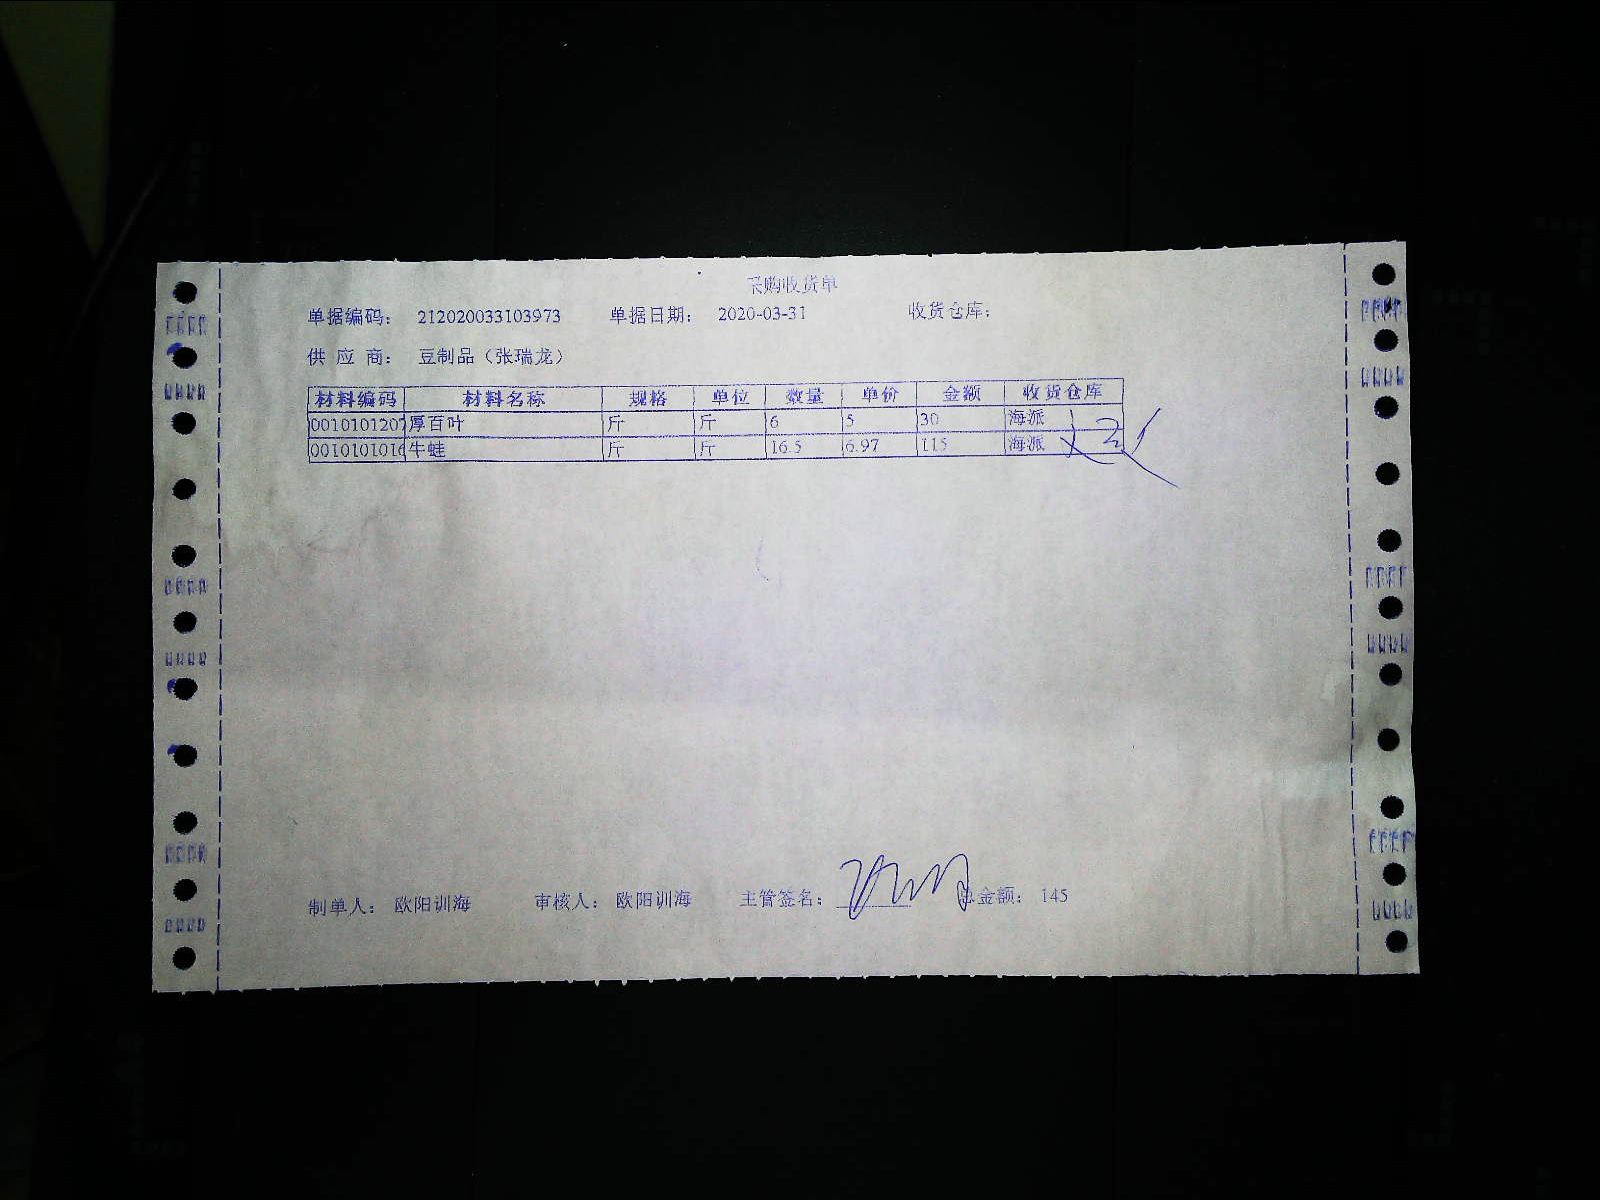 采购收货单
单据编码: 212020033103973 单据日期: 2020-03-31 收货仓库:
供 应 商: 豆制品（张瑞龙）
材料编码 材料名称 规格 单位 数量 单价 金额 收货仓库
0010101207 厚百叶 斤 斤 6 5 30 海派
0010101016 牛蛙 斤 斤 16.5 6.97 115 海派
制单人: 欧阳训海 审核人: 欧阳训海 主管签名: 总金额: 145